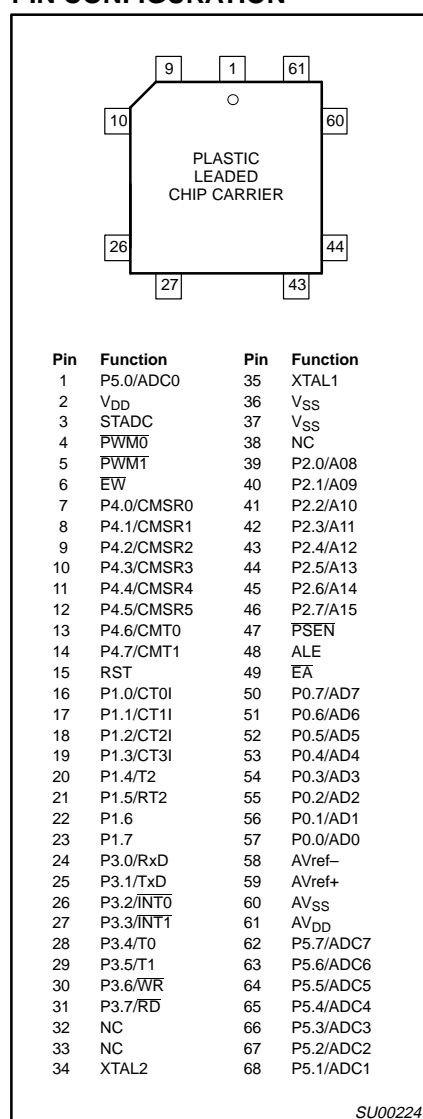 PIN CONFIGURATION
9 1 61
10 60
PLASTIC
LEADED
CHIP CARRIER
26 44
27 43
Pin Function Pin Function
1 P5.0/ADC0 35 XTAL1
2 VDD 36 VSS
3 STADC 37 VSS
4 PWM0 38 NC
5 PWM1 39 P2.0/A08
6 EW 40 P2.1/A09
7 P4.0/CMSR0 41 P2.2/A10
8 P4.1/CMSR1 42 P2.3/A11
9 P4.2/CMSR2 43 P2.4/A12
10 P4.3/CMSR3 44 P2.5/A13
11 P4.4/CMSR4 45 P2.6/A14
12 P4.5/CMSR5 46 P2.7/A15
13 P4.6/CMT0 47 PSEN
14 P4.7/CMT1 48 ALE
15 RST 49 EA
16 P1.0/CT0I 50 P0.7/AD7
17 P1.1/CT1I 51 P0.6/AD6
18 P1.2/CT2I 52 P0.5/AD5
19 P1.3/CT3I 53 P0.4/AD4
20 P1.4/T2 54 P0.3/AD3
21 P1.5/RT2 55 P0.2/AD2
22 P1.6 56 P0.1/AD1
23 P1.7 57 P0.0/AD0
24 P3.0/RxD 58 AVref–
25 P3.1/TxD 59 AVref+
26 P3.2/INT0 60 AVSS
27 P3.3/INT1 61 AVDD
28 P3.4/T0 62 P5.7/ADC7
29 P3.5/T1 63 P5.6/ADC6
30 P3.6/WR 64 P5.5/ADC5
31 P3.7/RD 65 P5.4/ADC4
32 NC 66 P5.3/ADC3
33 NC 67 P5.2/ADC2
34 XTAL2 68 P5.1/ADC1
SU00224